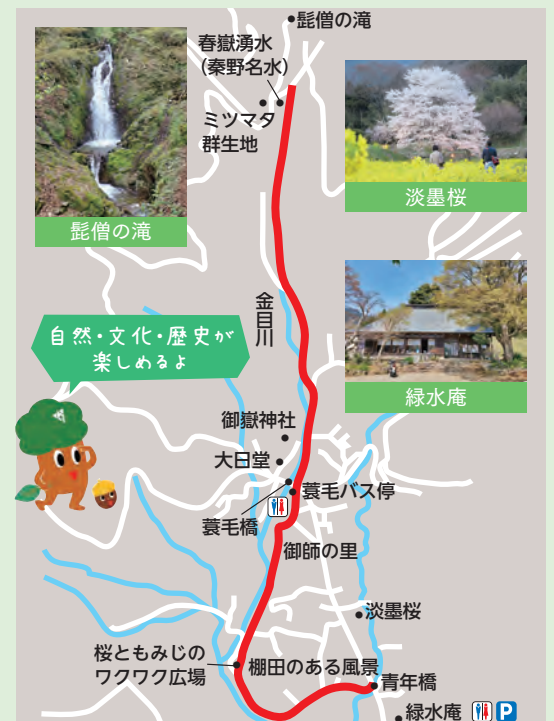 髭僧の滝
春嶽湧水
(秦野名水)
ミツマタ
群生地
髭僧の滝
淡墨桜
金目川
自然・文化・歴史が
楽しめるよ
緑水庵
御嶽神社
大日堂
蓑毛バス停
蓑毛橋
御師の里
淡墨桜
桜ともみじの
ワクワク広場
棚田のある風景
青年橋
緑水庵 P